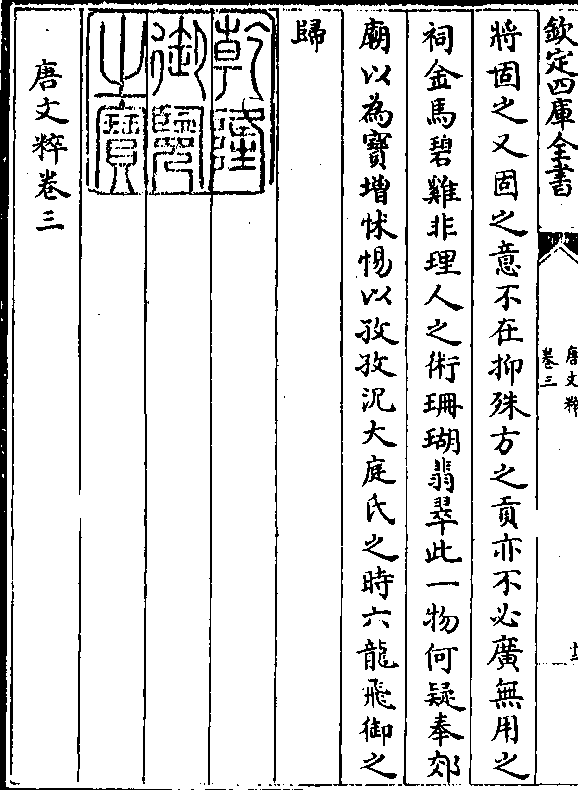 欽定四庫全書
唐文粹
卷三
將固之又固之意不在抑殊方之貢亦不必廣無用之
祠金馬碧雞非理人之術珊瑚翡翠此一物何疑奉郊
廟以為寶增怵惕以孜孜況大庭氏之時六龍飛御之
歸
乾隆
御覽
之寶
唐文粹卷三